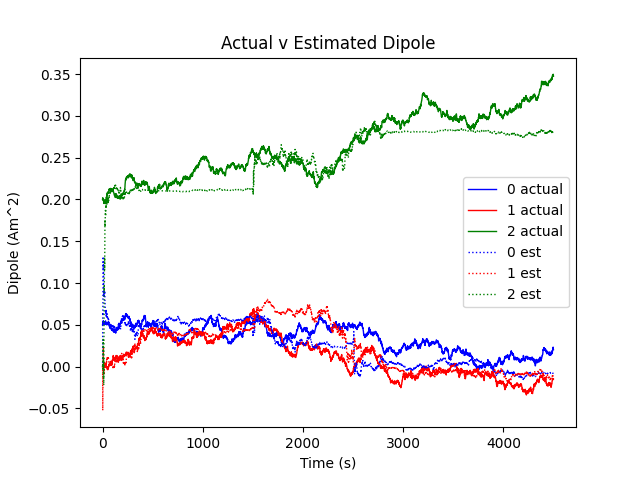 Actual v Estimated Dipole
0.35
0.30
0.25
0.20
0.15
0.10
0.05
0.00
−0.05
Dipole (Am^2)
0 actual
1 actual
2 actual
0 est
1 est
2 est
0 1000 2000 3000 4000
Time (s)